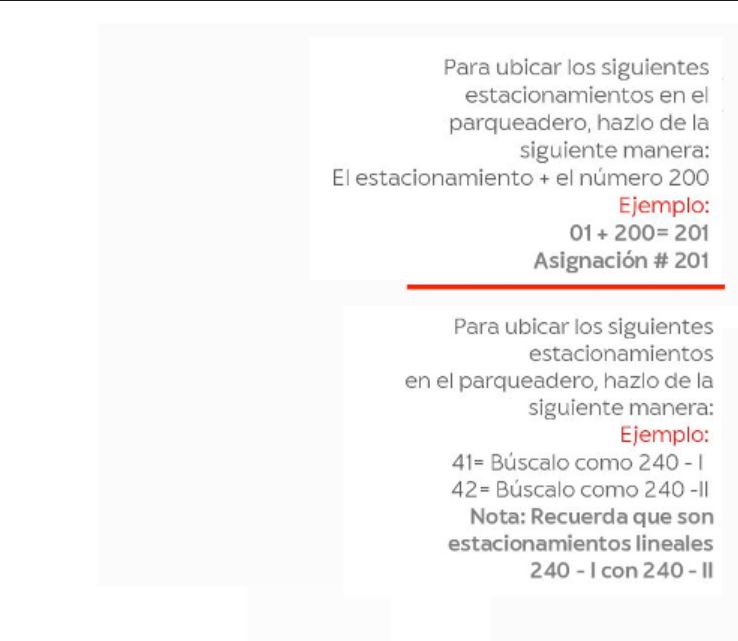 Para ubicar los siguientes
estacionamientos en el
parqueadero, hazlo de la
siguiente manera:
El estacionamiento + el número 200
Ejemplo:
01 + 200= 201
Asignación # 201
Para ubicar los siguientes
estacionamientos
en el parqueadero, hazlo de la
siguiente manera:
Ejemplo:
41= Búscalo como 240 - I
42= Búscalo como 240 -II
Nota: Recuerda que son
estacionamientos lineales
240 - I con 240 - II